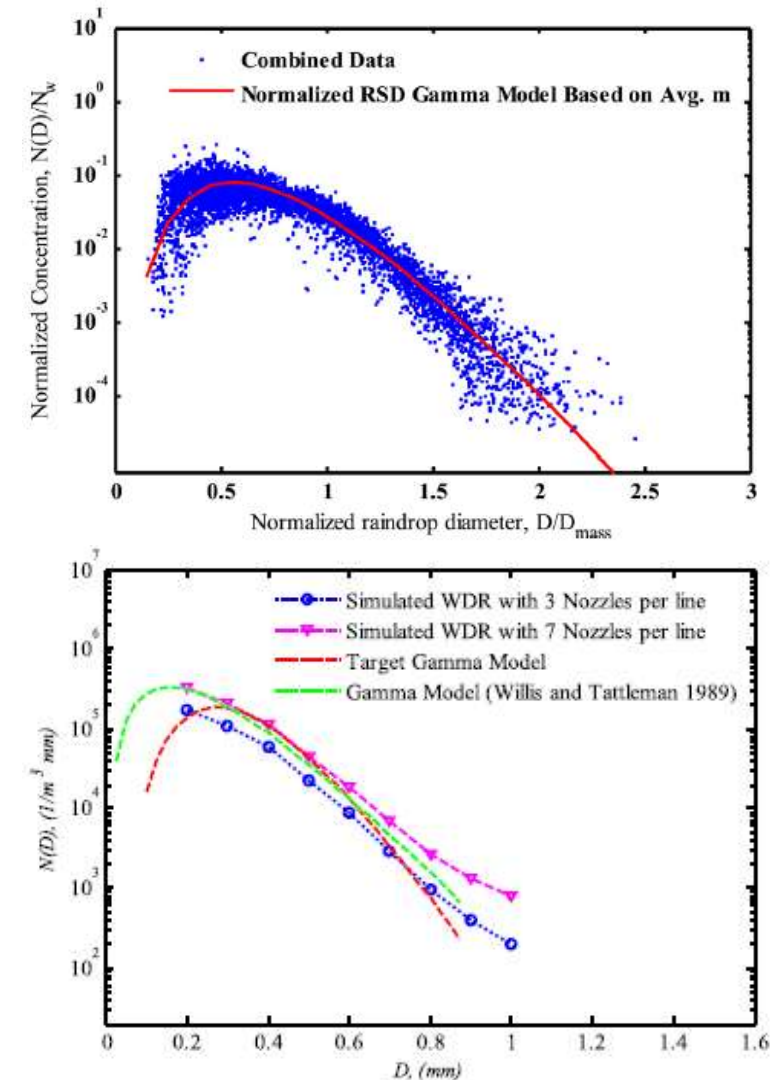 10^1
Combined Data
10^0
Normalized RSD Gamma Model Based on Avg. m
10^-1
10^-2
10^-3
10^-4
Normalized Concentration, N(D)/N_w
0 0.5 1 1.5 2 2.5 3
Normalized raindrop diameter, D/D_mass
10^7
Simulated WDR with 3 Nozzles per line
10^6
Simulated WDR with 7 Nozzles per line
Target Gamma Model
Gamma Model (Willis and Tattleman 1989)
10^5
10^4
10^3
10^2
N(D), (1/m^3 mm)
0 0.2 0.4 0.6 0.8 1 1.2 1.4 1.6
D, (mm)